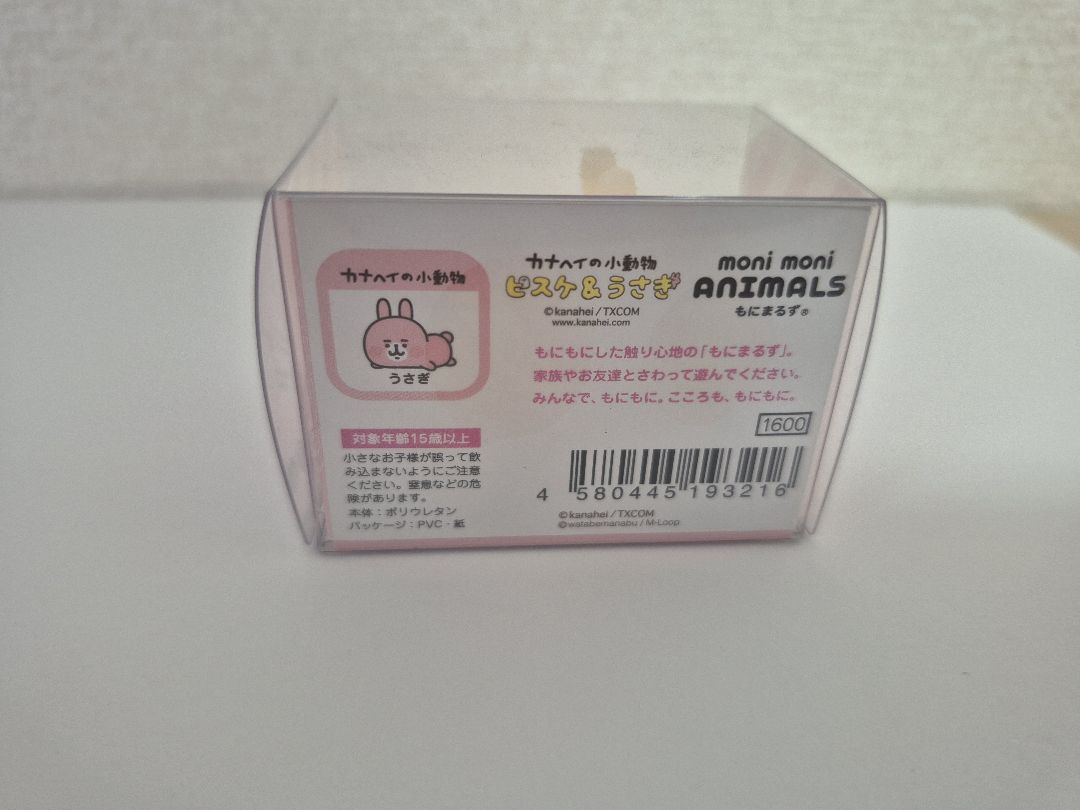 カナヘイの小動物
うさぎ
カナヘイの小動物
ピスケ&うさぎ
©kanahei / TXCOM
www.kanahei.com
moni moni
ANIMALS
もにまるず®
もにもにした触り心地の「もにまるず」。
家族やお友達とさわって遊んでください。
みんなで、もにもに。こころも、もにもに。
対象年齢15歳以上
小さなお子様が誤って飲
み込まないようにご注意
ください。窒息などの危
険があります。
本体：ポリウレタン
パッケージ：PVC・紙
1600
4 580445 193216
©kanahei / TXCOM
©watabemanabu / M-Loop